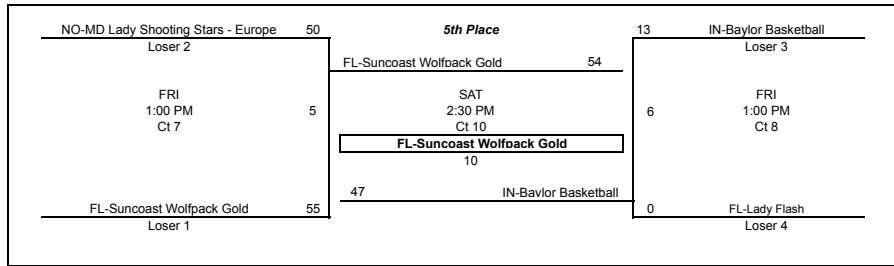 NO-MD Lady Shooting Stars - Europe 50 5th Place 13 IN-Baylor Basketball
Loser 2 Loser 3
FL-Suncoast Wolfpack Gold 54
FRI SAT FRI
1:00 PM 5 2:30 PM 6 1:00 PM
Ct 7 Ct 10 Ct 8
FL-Suncoast Wolfpack Gold
10
47 IN-Baylor Basketball
FL-Suncoast Wolfpack Gold 55 0 FL-Lady Flash
Loser 1 Loser 4